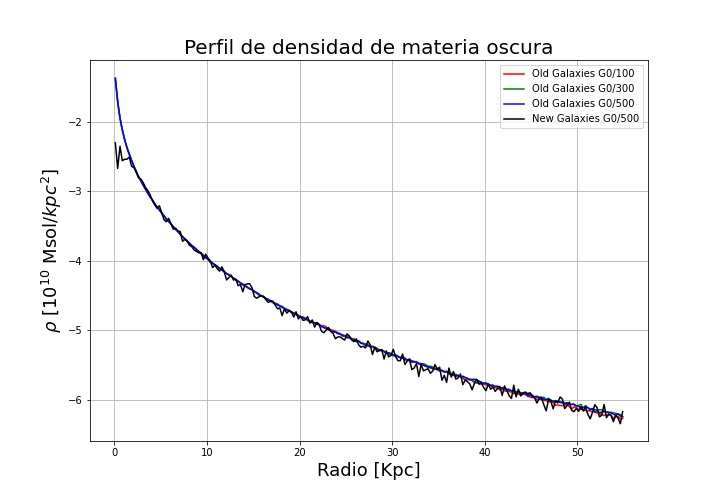 Perfil de densidad de materia oscura
Old Galaxies G0/100
Old Galaxies G0/300
Old Galaxies G0/500
New Galaxies G0/500
ρ [10¹⁰ Msol/kpc²]
−2
−3
−4
−5
−6
0 10 20 30 40 50
Radio [Kpc]